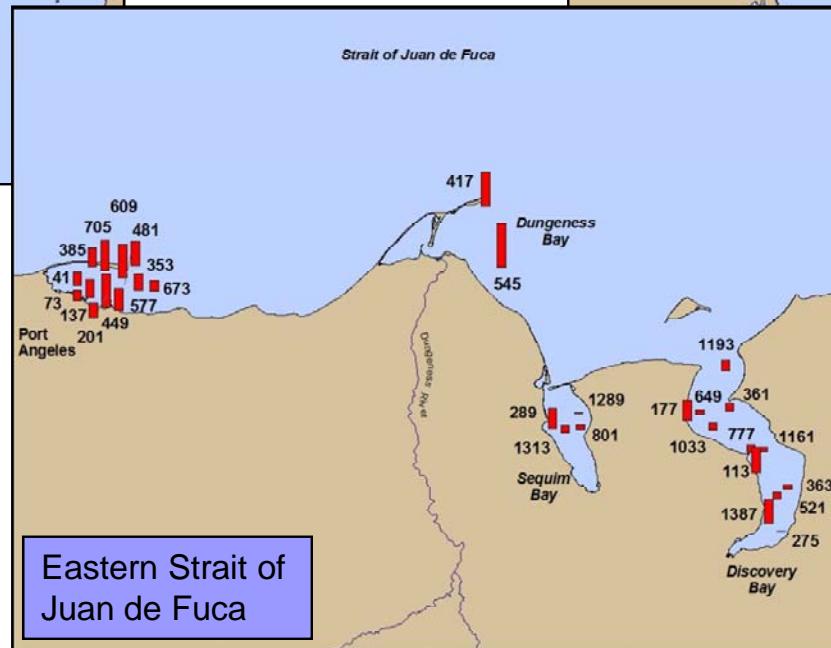 Strait of Juan de Fuca
609
705
481
385
353
41
673
73
577
137
449
201
Port
Angeles
417
Dungeness
Bay
545
Dungeness River
1193
649
361
177
289
1289
1313
801
1033
777
1161
113
Sequim
Bay
363
521
1387
275
Discovery
Bay
Eastern Strait of
Juan de Fuca